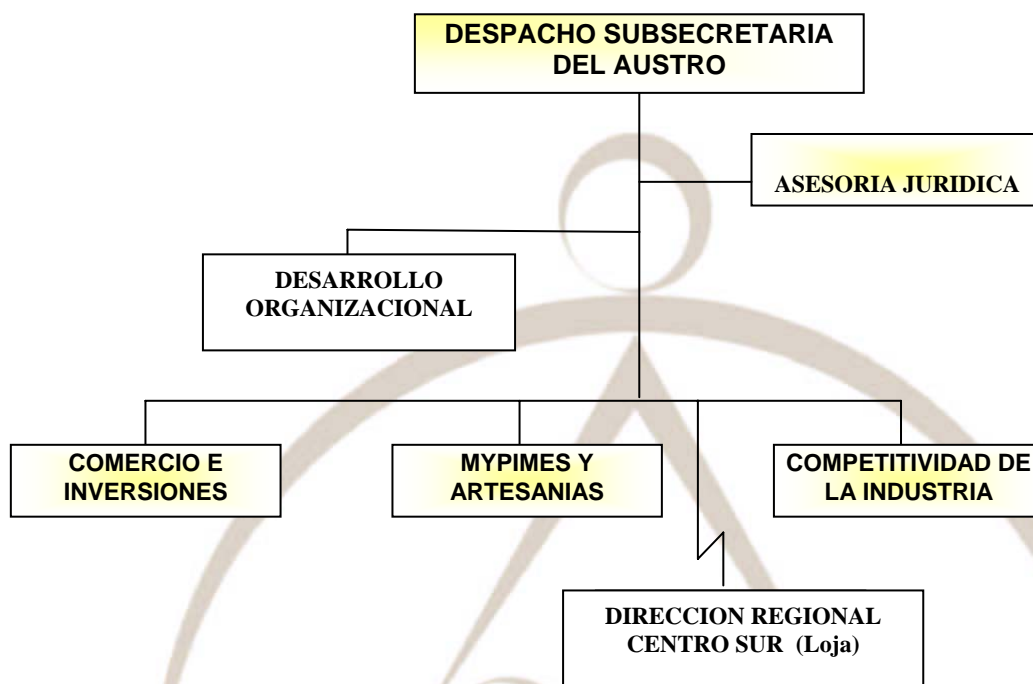 DESPACHO SUBSECRETARIA
DEL AUSTRO
ASESORIA JURIDICA
DESARROLLO
ORGANIZACIONAL
COMERCIO E
INVERSIONES
MYPIMES Y
ARTESANIAS
COMPETITIVIDAD DE
LA INDUSTRIA
DIRECCION REGIONAL
CENTRO SUR (Loja)